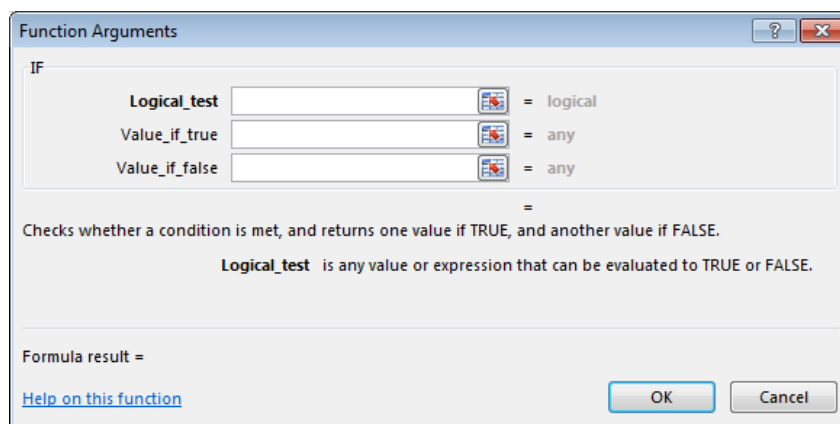 Function Arguments
IF
Logical_test = logical
Value_if_true = any
Value_if_false = any
=
Checks whether a condition is met, and returns one value if TRUE, and another value if FALSE.
Logical_test is any value or expression that can be evaluated to TRUE or FALSE.
Formula result =
Help on this function OK Cancel